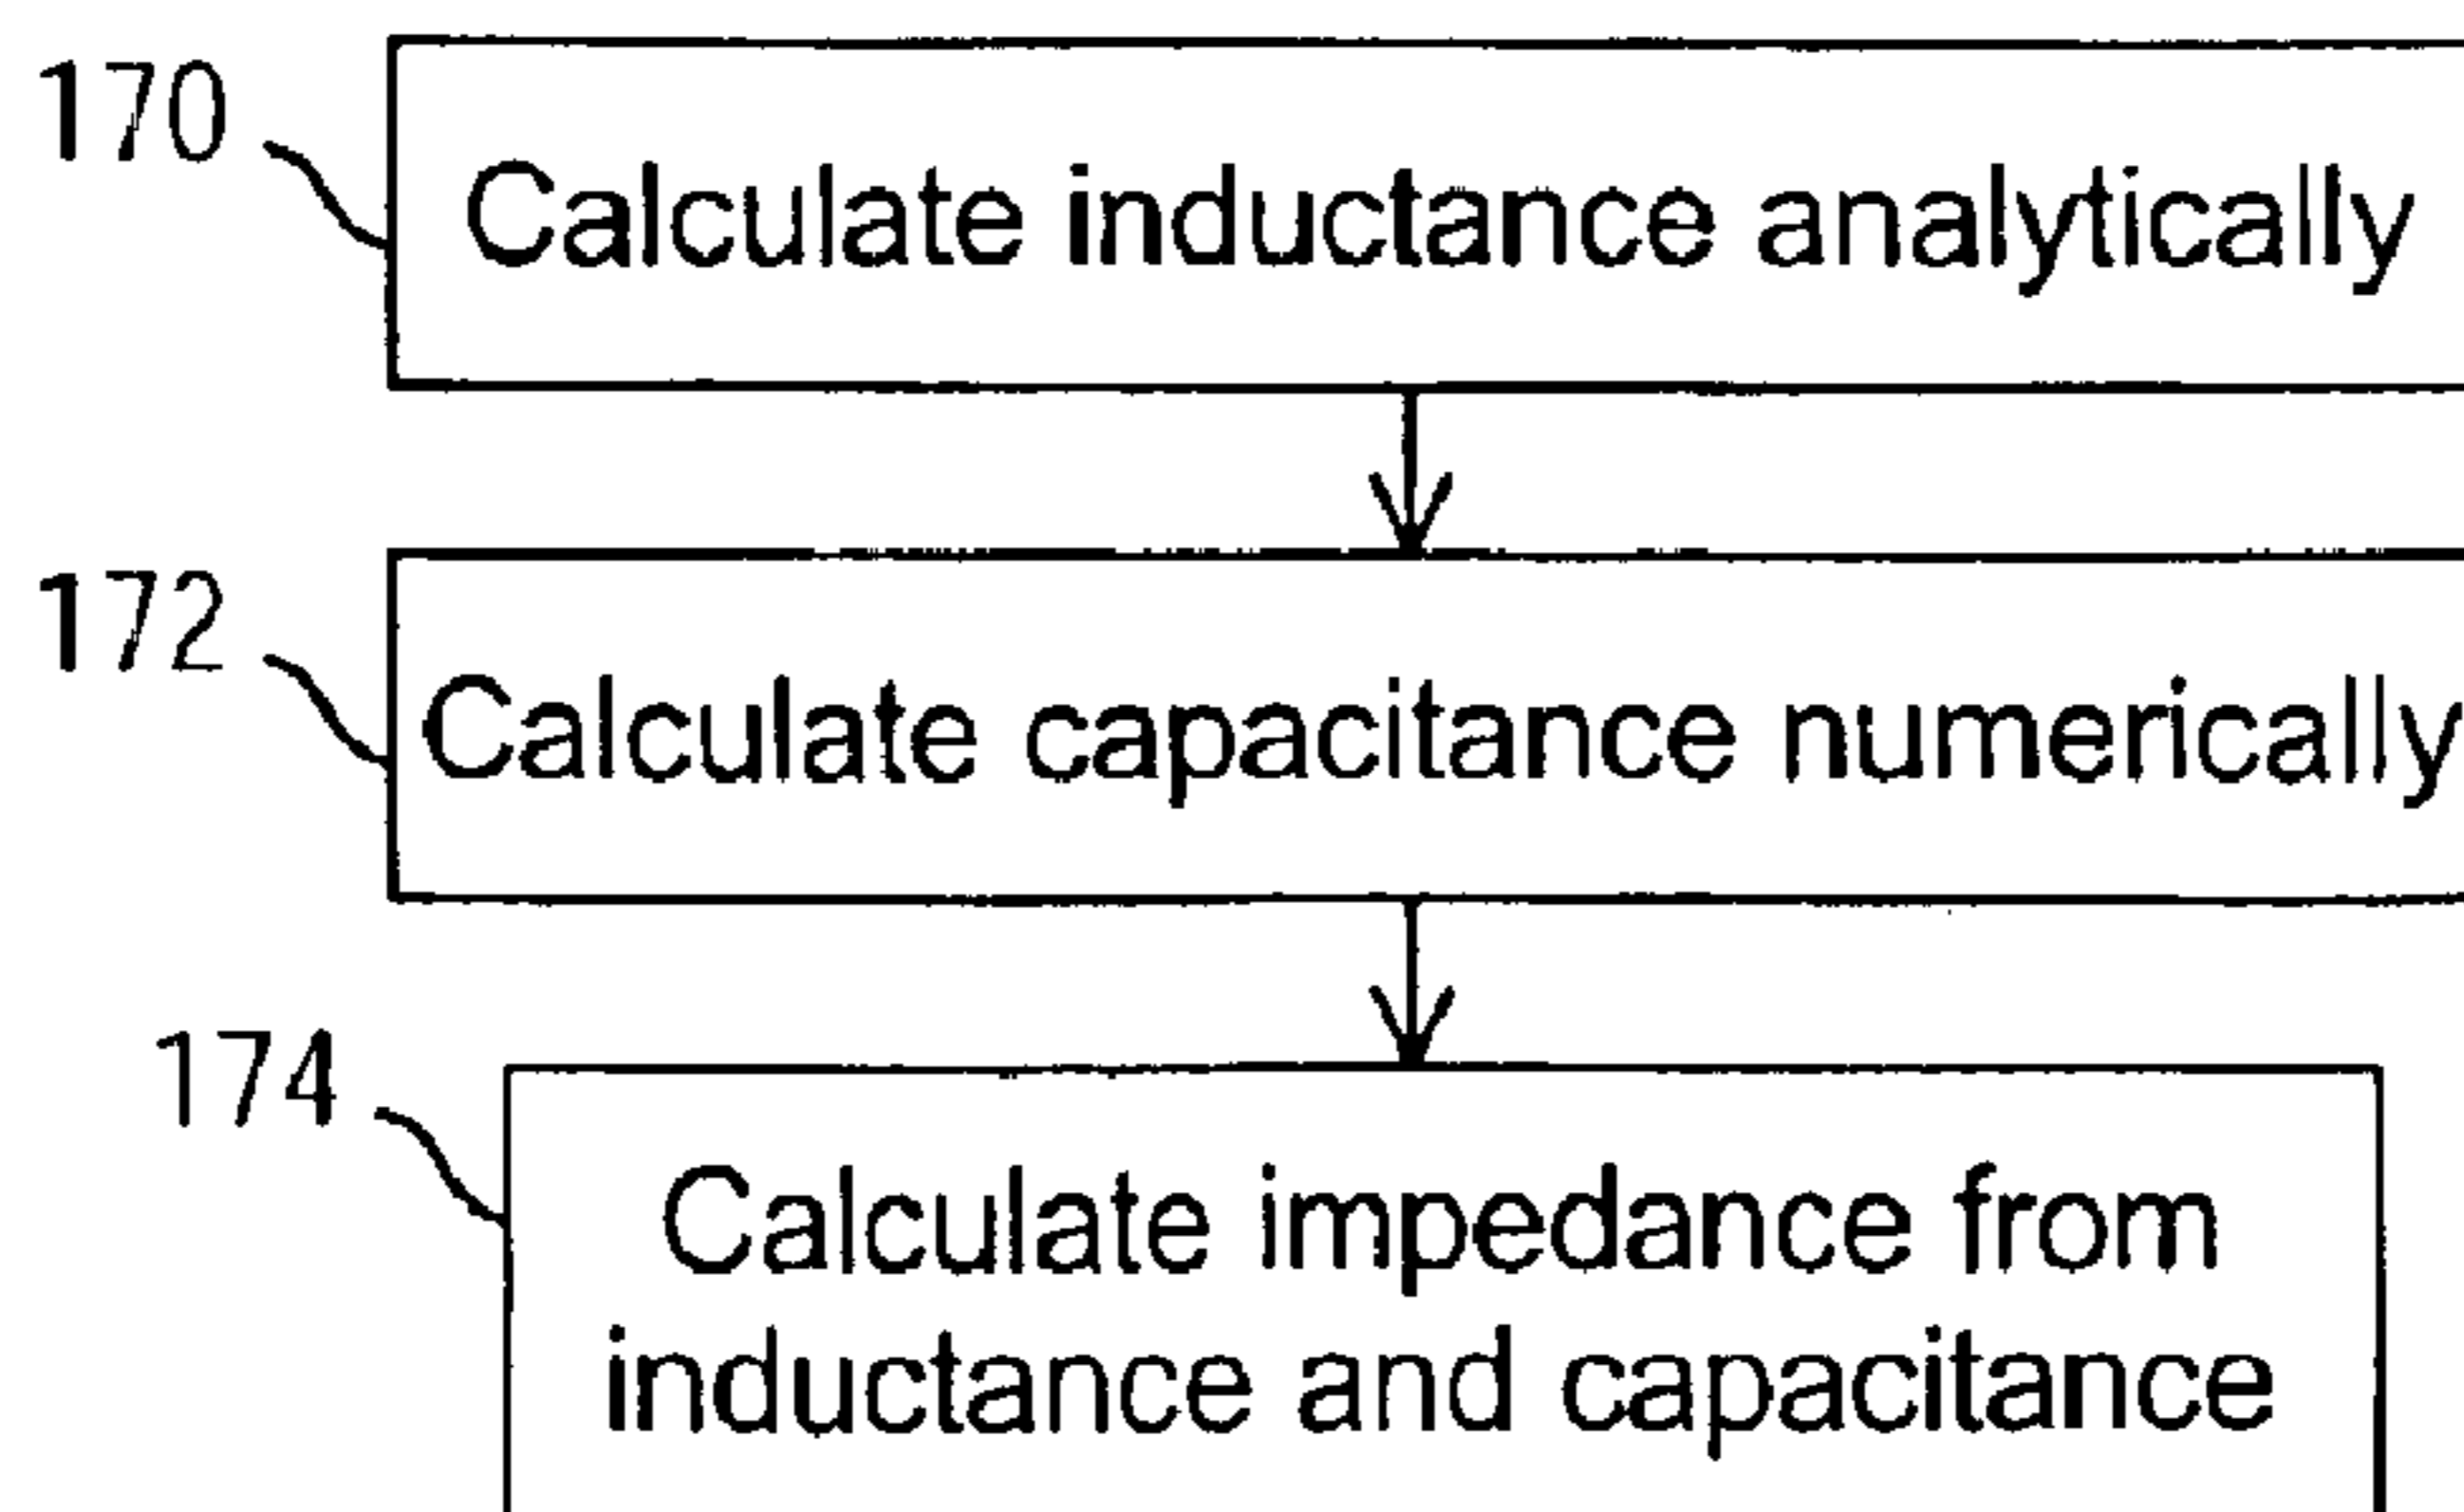 170
Calculate inductance analytically
172
Calculate capacitance numerically
174
Calculate impedance from
inductance and capacitance